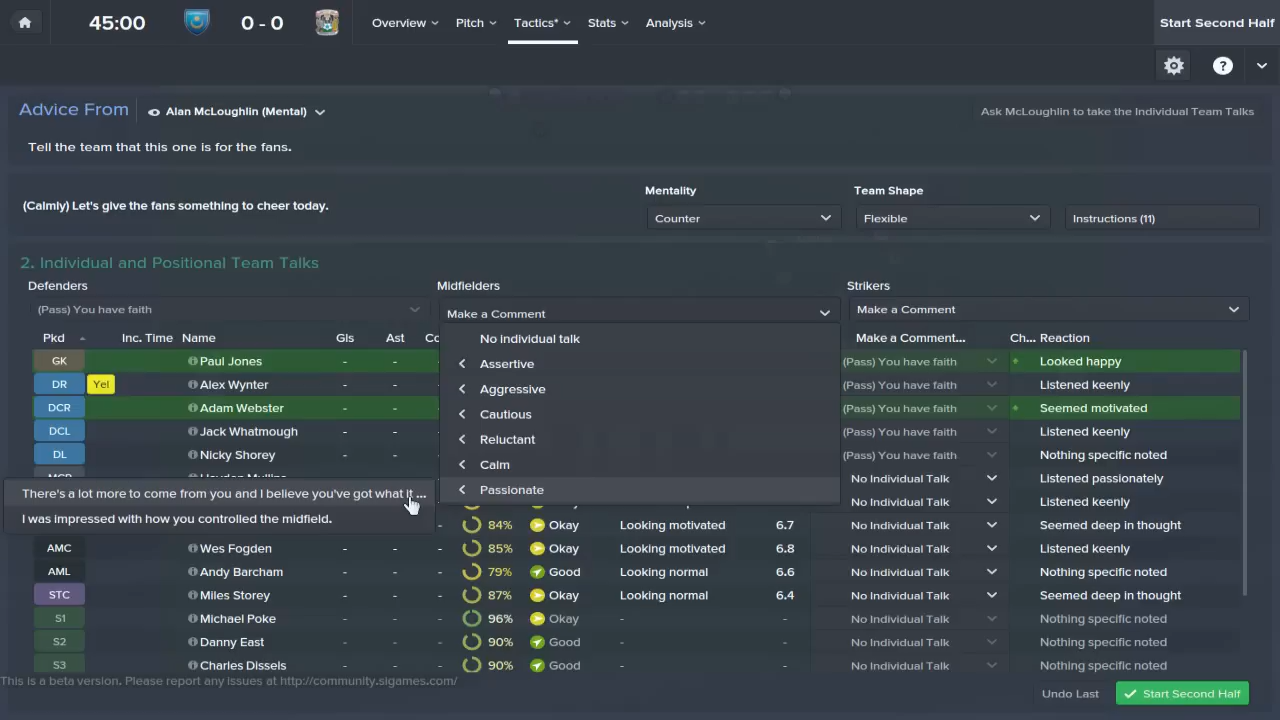 45:00 0 - 0 Overview Pitch Tactics* Stats Analysis Start Second Half
?
Advice From Alan McLoughlin (Mental) Ask McLoughlin to take the Individual Team Talks
Tell the team that this one is for the fans.
Mentality Team Shape
(Calmly) Let's give the fans something to cheer today.
Counter Flexible Instructions (11)
2. Individual and Positional Team Talks
Defenders Midfielders Strikers
(Pass) You have faith Make a Comment Make a Comment
Pkd Inc. Time Name Gls Ast Make a Comment... Ch... Reaction
No individual talk
GK Paul Jones - - (Pass) You have faith Looked happy
Assertive
DR Yel Alex Wynter - - (Pass) You have faith Listened keenly
Aggressive
DCR Adam Webster - - (Pass) You have faith Seemed motivated
Cautious
DCL Jack Whatmough - - (Pass) You have faith Listened keenly
Reluctant
DL Nicky Shorey - - (Pass) You have faith Nothing specific noted
Calm
No Individual Talk Listened passionately
Passionate
There's a lot more to come from you and I believe you've got what it ...
No Individual Talk Listened keenly
I was impressed with how you controlled the midfield.
84% Okay Looking motivated 6.7 No Individual Talk Seemed deep in thought
AMC Wes Fogden - - - 85% Okay Looking motivated 6.8 No Individual Talk Listened keenly
AML Andy Barcham - - - 79% Good Looking normal 6.6 No Individual Talk Nothing specific noted
STC Miles Storey - - - 87% Okay Looking normal 6.4 No Individual Talk Seemed deep in thought
S1 Michael Poke - - - 96% Okay - - No Individual Talk Nothing specific noted
S2 Danny East - - - 90% Good - - No Individual Talk Nothing specific noted
S3 Charles Dissels - - - 90% Good - - No Individual Talk Nothing specific noted
This is a beta version. Please report any issues at http://community.sigames.com/
Undo Last Start Second Half